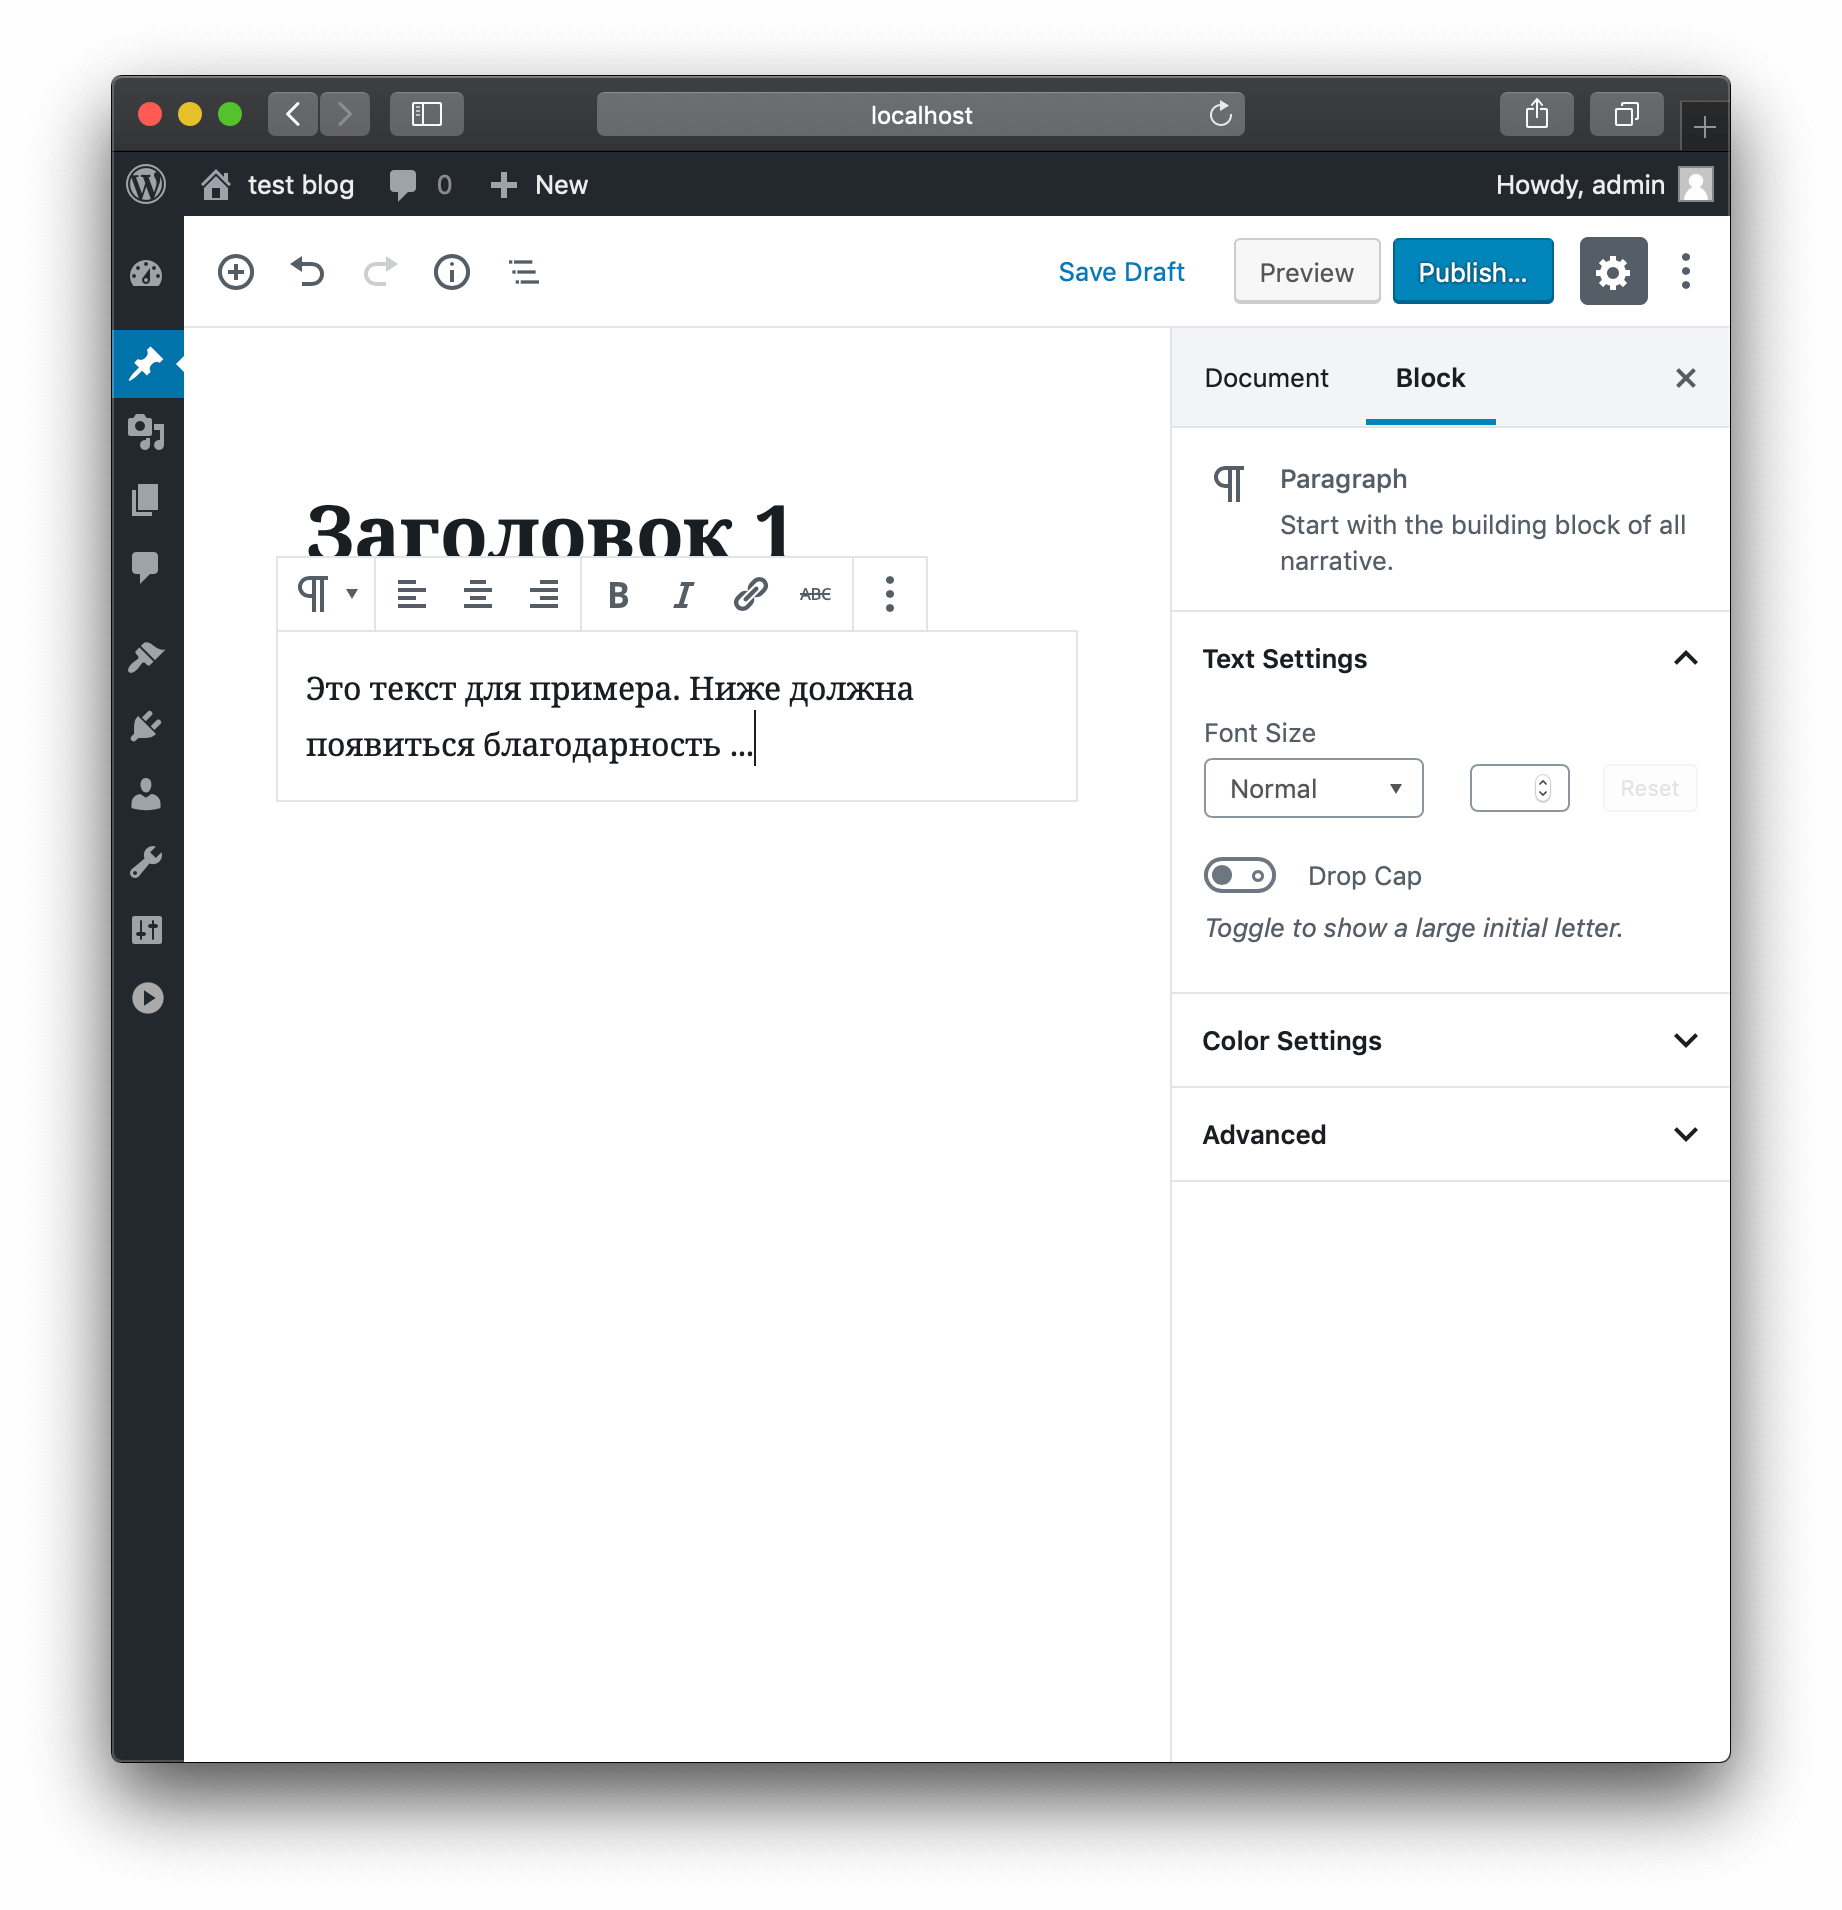 localhost
test blog 0 New Howdy, admin
Save Draft Preview Publish...
Document Block
Paragraph
Start with the building block of all
narrative.
Заголовок 1
B I ABC
Это текст для примера. Ниже должна
появиться благодарность ...
Text Settings
Font Size
Normal Reset
Drop Cap
Toggle to show a large initial letter.
Color Settings
Advanced